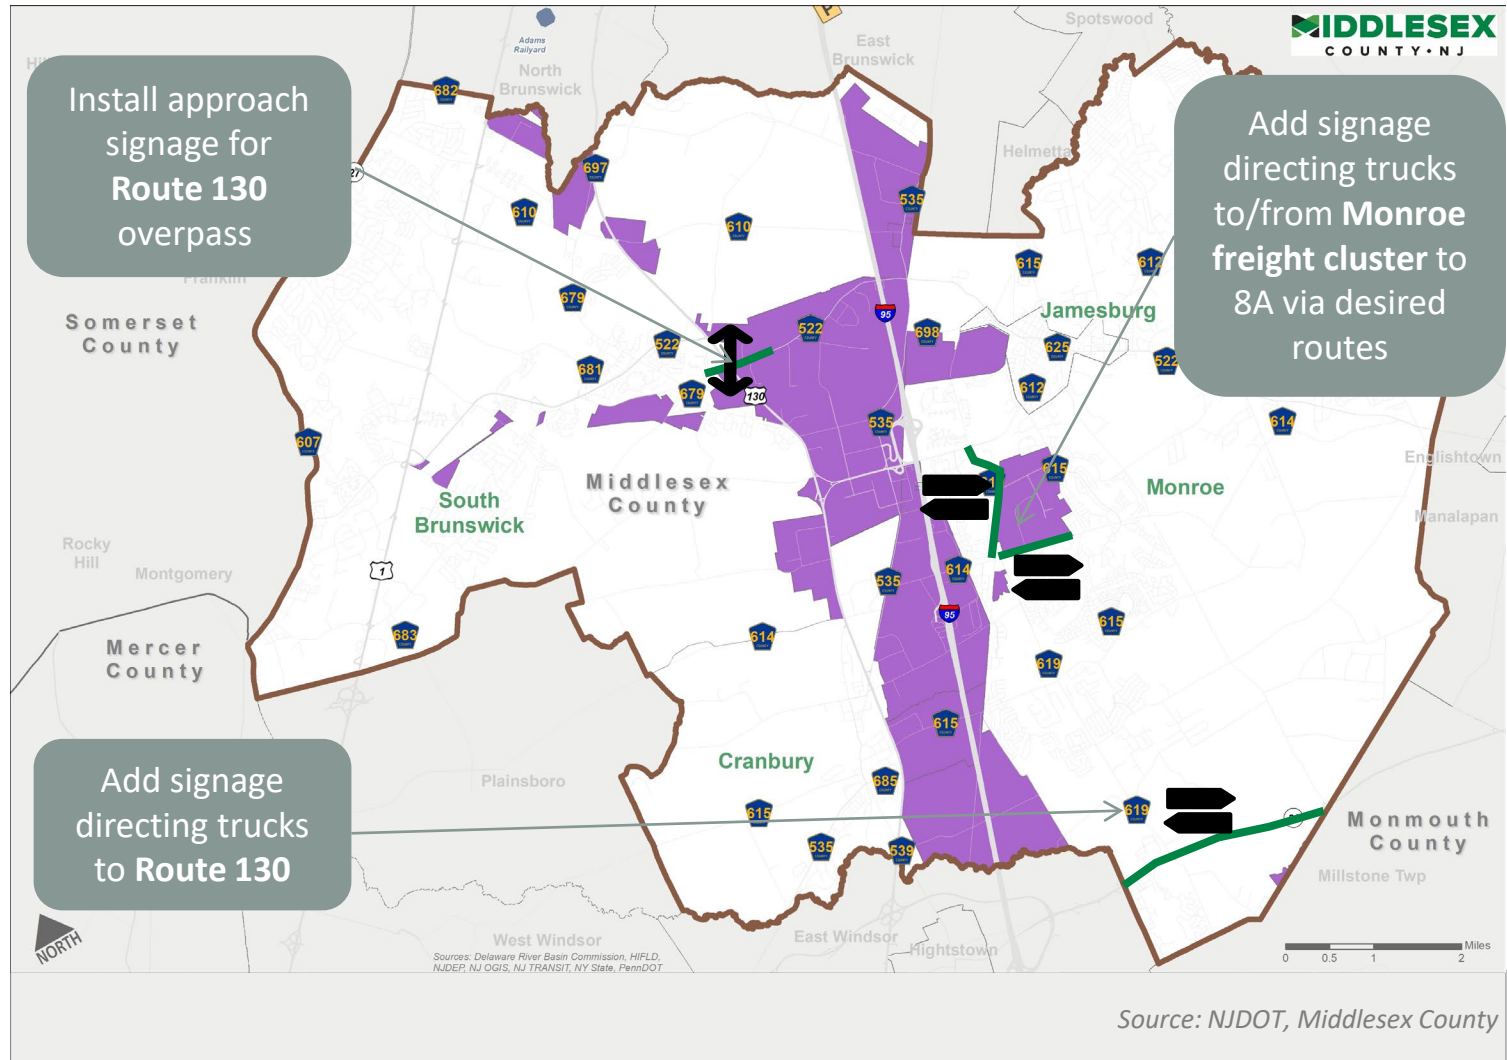 MIDDLESEX
COUNTY • NJ
Install approach
signage for
Route 130
overpass
Add signage
directing trucks
to/from Monroe
freight cluster to
8A via desired
routes
Add signage
directing trucks
to Route 130
Adams
Railyard
North
Brunswick
East
Brunswick
Spotswood
Helmetta
Franklin
Somerset
County
Jamesburg
Middlesex
County
South
Brunswick
Monroe
Englishtown
Manalapan
Rocky
Hill
Montgomery
Mercer
County
Cranbury
Plainsboro
Monmouth
County
Millstone Twp
West Windsor
East Windsor
Hightstown
682
697
610
610
535
615
612
679
522
522
698
95
625
681
522
679
130
612
607
535
614
615
1
535
614
95
683
614
615
619
615
685
615
619
535
539
NORTH
Sources: Delaware River Basin Commission, HIFLD,
NJDEP, NJ OGIS, NJ TRANSIT, NY State, PennDOT
Miles
0 0.5 1 2
Source: NJDOT, Middlesex County